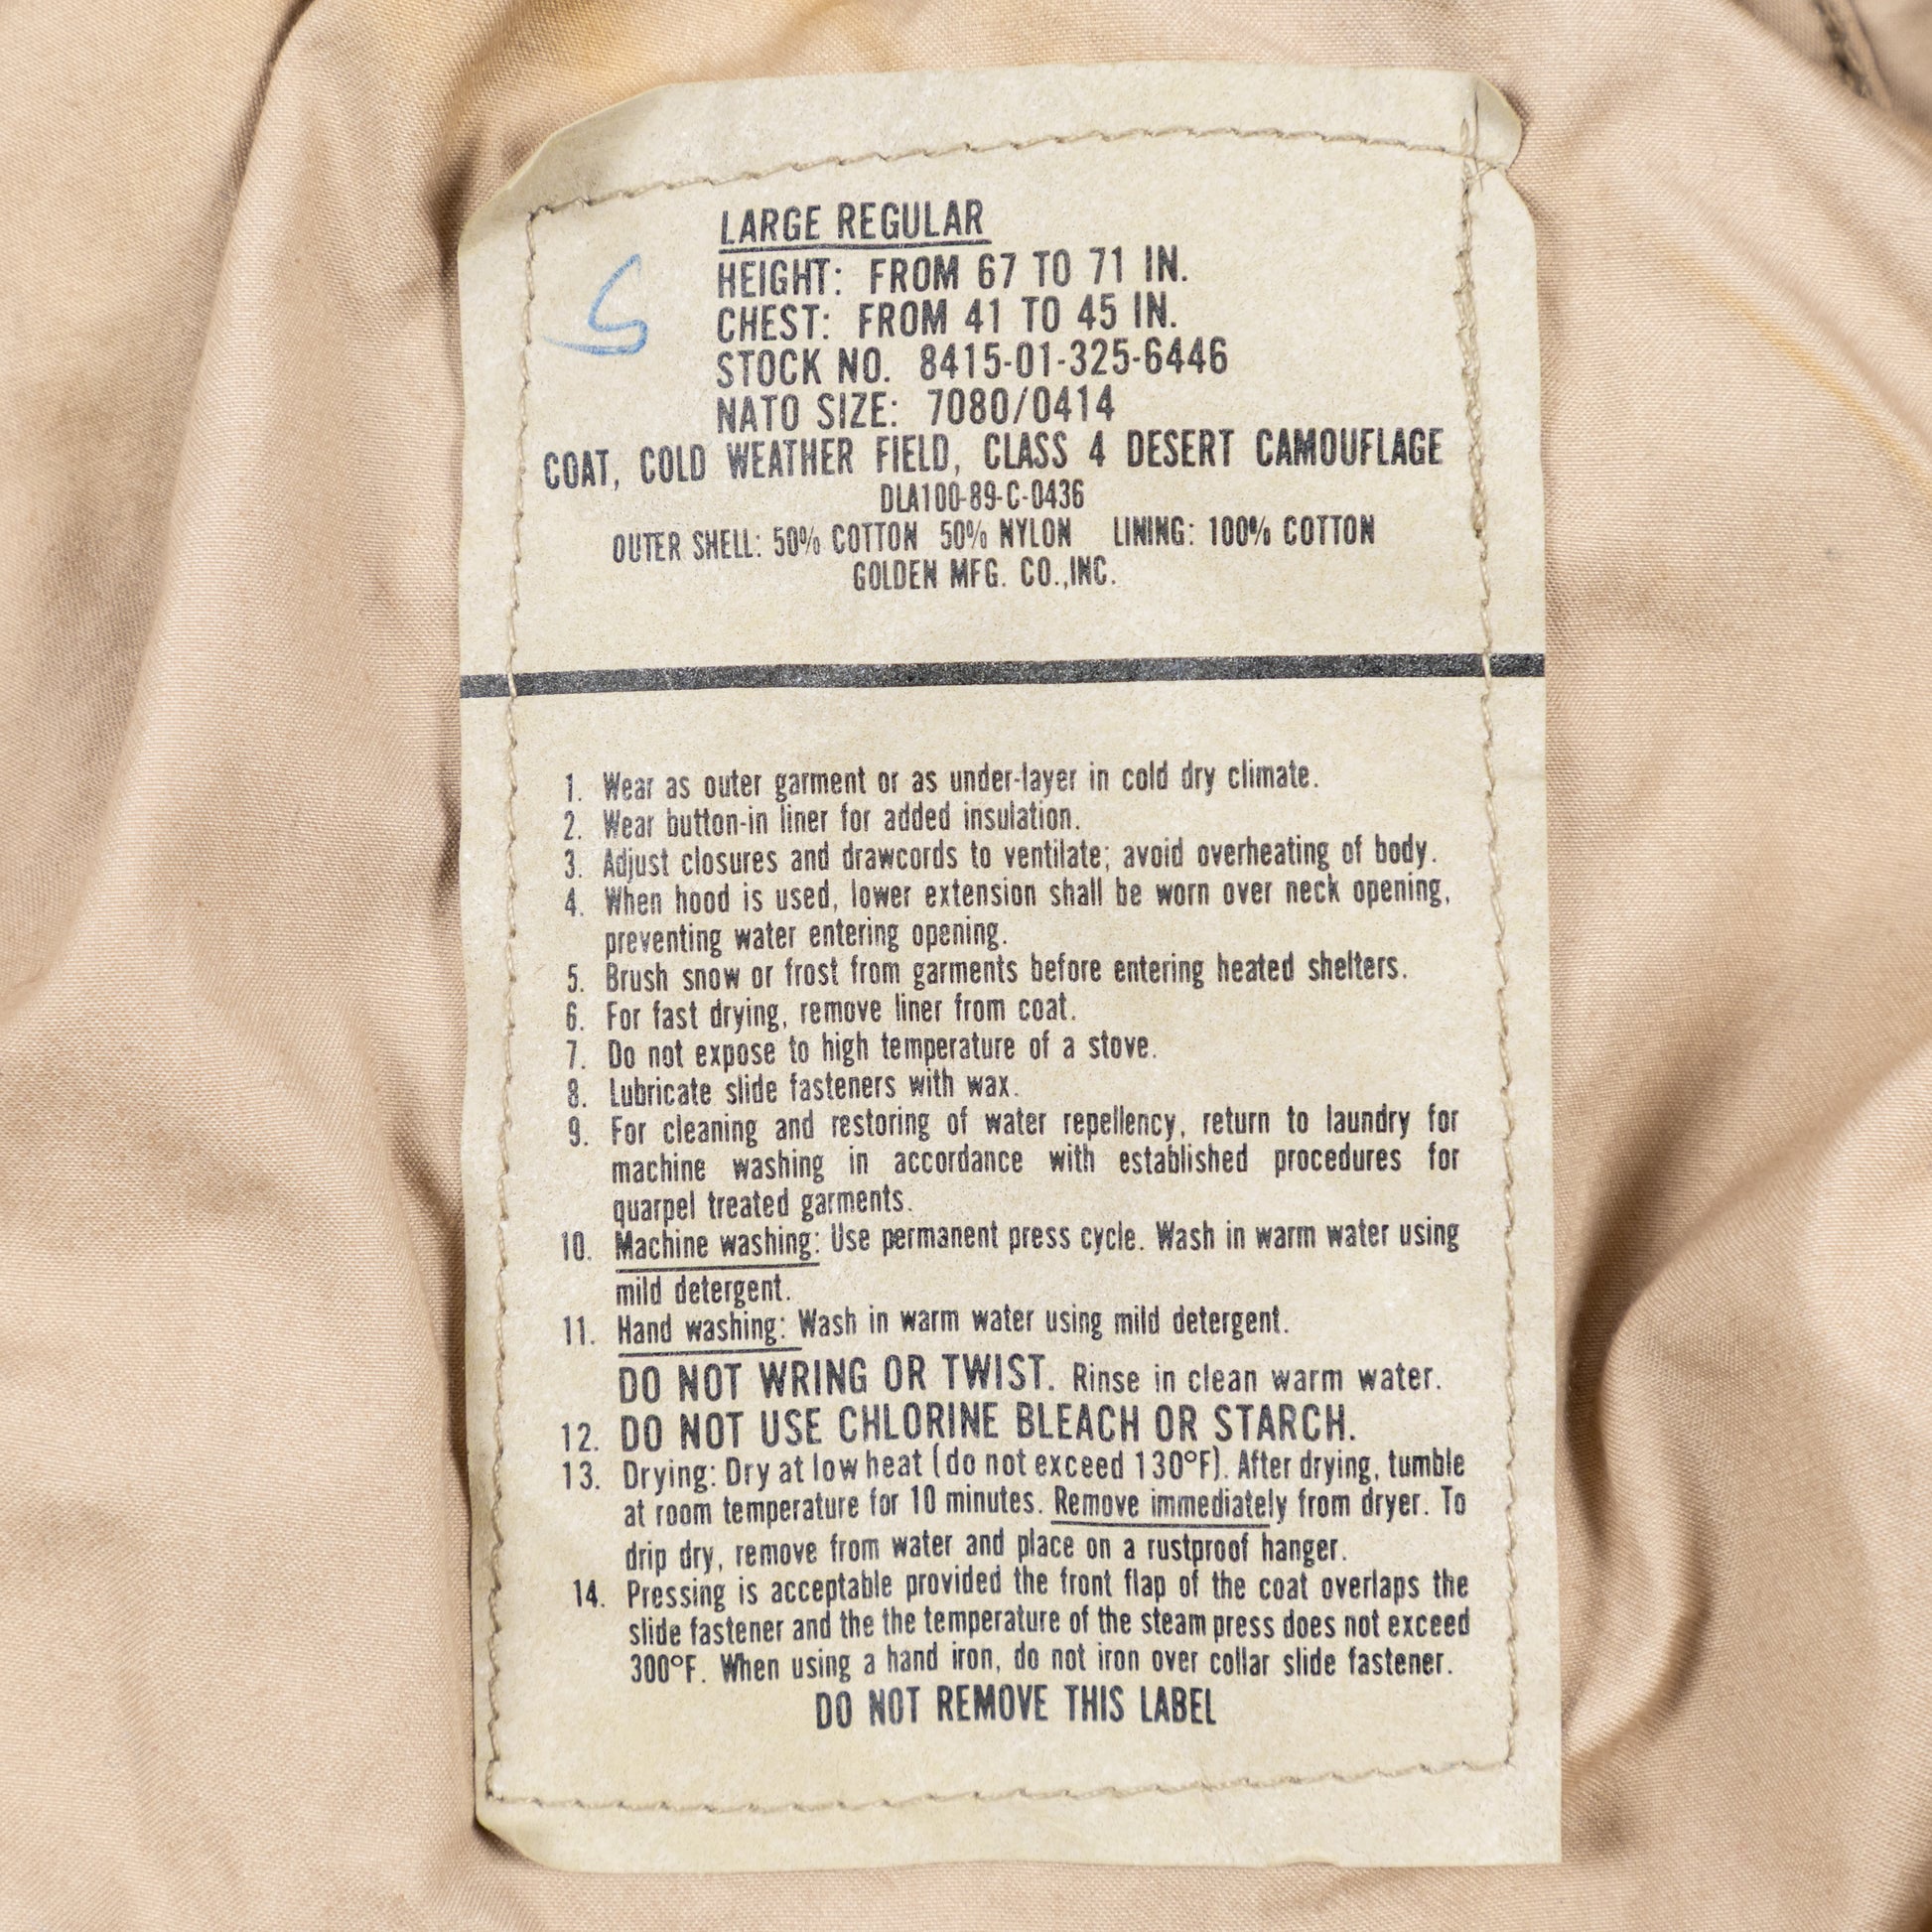 LARGE REGULAR
HEIGHT: FROM 67 TO 71 IN.
S
CHEST: FROM 41 TO 45 IN.
STOCK NO. 8415-01-325-6446
NATO SIZE: 7080/0414
COAT, COLD WEATHER FIELD, CLASS 4 DESERT CAMOUFLAGE
DLA100-89-C-0436
OUTER SHELL: 50% COTTON 50% NYLON LINING: 100% COTTON
GOLDEN MFG. CO.,INC.
1. Wear as outer garment or as under-layer in cold dry climate.
2. Wear button-in liner for added insulation.
3. Adjust closures and drawcords to ventilate; avoid overheating of body.
4. When hood is used, lower extension shall be worn over neck opening,
preventing water entering opening.
5. Brush snow or frost from garments before entering heated shelters.
6. For fast drying, remove liner from coat.
7. Do not expose to high temperature of a stove.
8. Lubricate slide fasteners with wax.
9. For cleaning and restoring of water repellency, return to laundry for
machine washing in accordance with established procedures for
quarpel treated garments.
10. Machine washing: Use permanent press cycle. Wash in warm water using
mild detergent.
11. Hand washing: Wash in warm water using mild detergent.
DO NOT WRING OR TWIST. Rinse in clean warm water.
12. DO NOT USE CHLORINE BLEACH OR STARCH.
13. Drying: Dry at low heat (do not exceed 130°F). After drying, tumble
at room temperature for 10 minutes. Remove immediately from dryer. To
drip dry, remove from water and place on a rustproof hanger.
14. Pressing is acceptable provided the front flap of the coat overlaps the
slide fastener and the the temperature of the steam press does not exceed
300°F. When using a hand iron, do not iron over collar slide fastener.
DO NOT REMOVE THIS LABEL